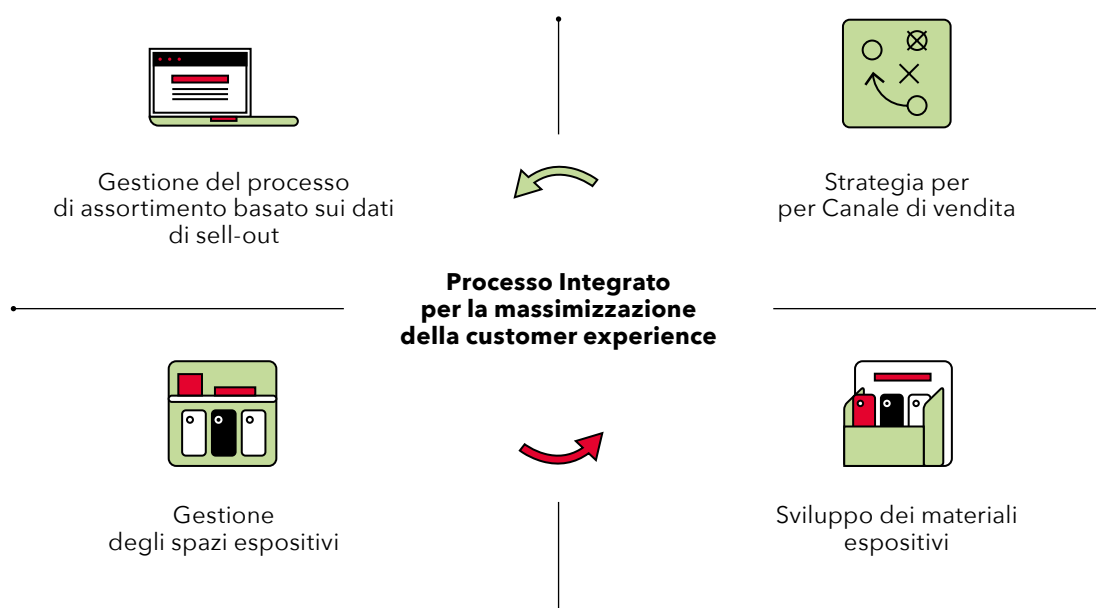 Gestione del processo
di assortimento basato sui dati
di sell-out
Strategia per
per Canale di vendita
Processo Integrato
per la massimizzazione
della customer experience
Gestione
degli spazi espositivi
Sviluppo dei materiali
espositivi